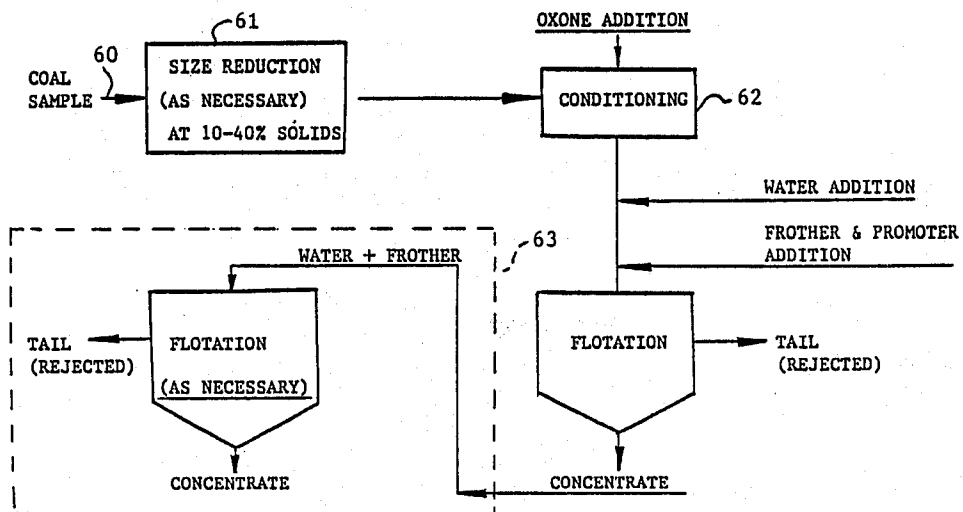 61
60
COAL
SAMPLE
SIZE REDUCTION
(AS NECESSARY)
AT 10-40% SOLIDS
OXONE ADDITION
CONDITIONING
62
WATER ADDITION
FROTHER & PROMOTER
ADDITION
63
WATER + FROTHER
TAIL
(REJECTED)
FLOTATION
(AS NECESSARY)
CONCENTRATE
FLOTATION
TAIL
(REJECTED)
CONCENTRATE